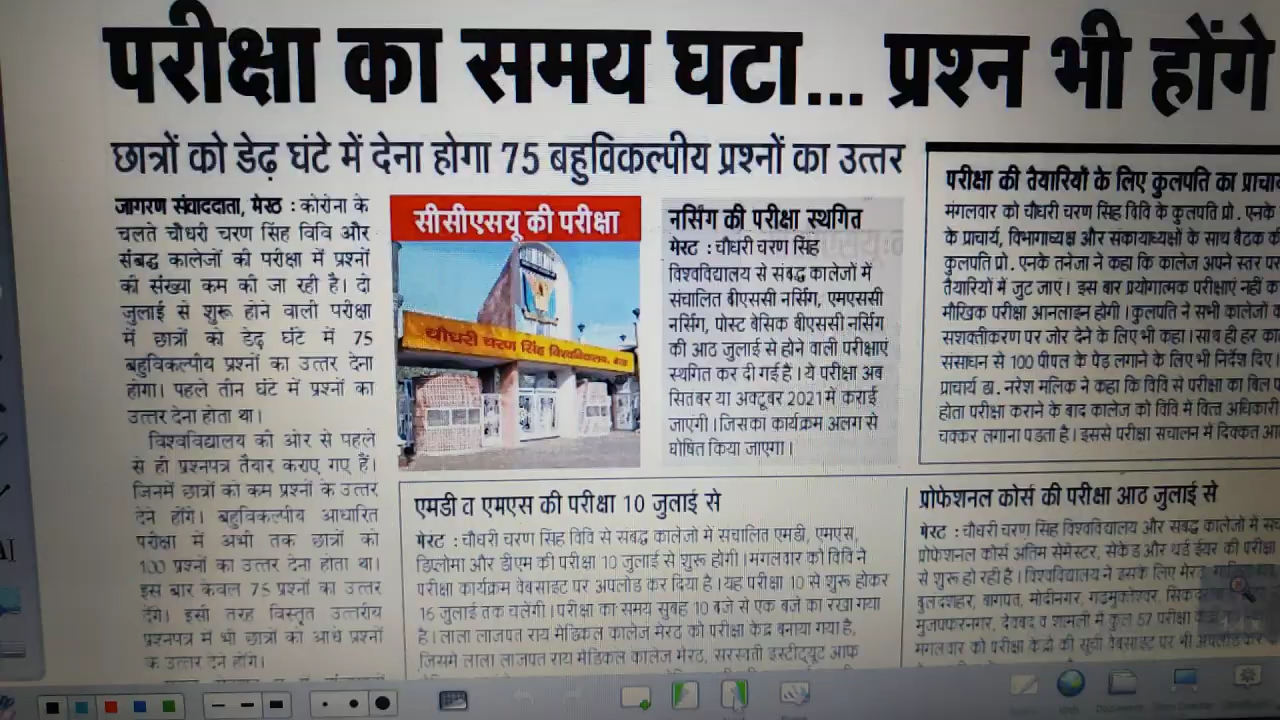 परीक्षा का समय घटा... प्रश्न भी होंगे
छात्रों को डेढ़ घंटे में देना होगा 75 बहुविकल्पीय प्रश्नों का उत्तर
जागरण संवाददाता, मेरठ : कोरोना के
चलते चौधरी चरण सिंह विवि और
संबद्ध कालेजों की परीक्षा में प्रश्नों
की संख्या कम की जा रही है। दो
जुलाई से शुरू होने वाली परीक्षा
में छात्रों को डेढ़ घंटे में 75
बहुविकल्पीय प्रश्नों का उत्तर देना
होगा। पहले तीन घंटे में प्रश्नों का
उत्तर देना होता था।
विश्वविद्यालय की ओर से पहले
से ही प्रश्नपत्र तैयार कराए गए हैं।
जिनमें छात्रों को कम प्रश्नों के उत्तर
देने होंगे। बहुविकल्पीय आधारित
परीक्षा में अभी तक छात्रों को
100 प्रश्नों का उत्तर देना होता था।
इस बार केवल 75 प्रश्नों का उत्तर
देंगे। इसी तरह विस्तृत उत्तरीय
प्रश्नपत्र में भी छात्रों को आधे प्रश्नों
के उत्तर देने होंगे।
सीसीएसयू की परीक्षा
चौधरी चरण सिंह विश्वविद्यालय, मेरठ
नर्सिंग की परीक्षा स्थगित
मेरठ : चौधरी चरण सिंह
विश्वविद्यालय से संबद्ध कालेजों में
संचालित बीएससी नर्सिंग, एमएससी
नर्सिंग, पोस्ट बेसिक बीएससी नर्सिंग
की आठ जुलाई से होने वाली परीक्षाएं
स्थगित कर दी गई हैं। ये परीक्षा अब
सितंबर या अक्टूबर 2021 में कराई
जाएंगी। जिसका कार्यक्रम अलग से
घोषित किया जाएगा।
परीक्षा की तैयारियों के लिए कुलपति का
मंगलवार को चौधरी चरण सिंह विवि के कुलपति प्रो. एनके
के प्राचार्य, विभागाध्यक्ष और संकायाध्यक्षों के साथ बैठक की
कुलपति प्रो. एनके तनेजा ने कहा कि कालेज अपने स्तर पर
तैयारियों में जुट जाएं। इस बार प्रयोगात्मक परीक्षाएं नहीं
मौखिक परीक्षा आनलाइन होगी। कुलपति ने सभी कालेजों
सशक्तीकरण पर जोर देने के लिए भी कहा। साथ ही हर
संसाधन से 100 पीपल के पेड़ लगाने के लिए भी निर्देश दिए।
प्राचार्य डा. नरेश मलिक ने कहा कि विवि से परीक्षा का बिल
होता परीक्षा कराने के बाद कालेज को विवि में वित्त अधिकारी
चक्कर लगाना पड़ता है। इससे परीक्षा संचालन में दिक्कत
एमडी व एमएस की परीक्षा 10 जुलाई से
मेरठ : चौधरी चरण सिंह विवि से संबद्ध कालेजों में संचालित एमडी, एमएस,
डिप्लोमा और डीएम की परीक्षा 10 जुलाई से शुरू होगी। मंगलवार को विवि ने
परीक्षा कार्यक्रम वेबसाइट पर अपलोड कर दिया है। यह परीक्षा 10 से शुरू होकर
16 जुलाई तक चलेंगी। परीक्षा का समय सुबह 10 बजे से एक बजे का रखा गया
है। लाला लाजपत राय मेडिकल कालेज मेरठ को परीक्षा केंद्र बनाया गया है,
जिसमें लाला लाजपत राय मेडिकल कालेज मेरठ, सरस्वती इंस्टीट्यूट आफ
प्रोफेशनल कोर्स की परीक्षा आठ जुलाई से
मेरठ : चौधरी चरण सिंह विश्वविद्यालय और संबद्ध कालेजों में
प्रोफेशनल कोर्स अंतिम सेमेस्टर, सेकेंड और थर्ड ईयर की परीक्षा
से शुरू हो रही है। विश्वविद्यालय ने इसके लिए मेरठ,
बुलंदशहर, बागपत, मोदीनगर, गढ़मुक्तेश्वर,
मुजफ्फरनगर, देवबंद व शामली में कुल 57 परीक्षा
मंगलवार को परीक्षा केंद्रों की सूची वेबसाइट पर भी अपलोड कर